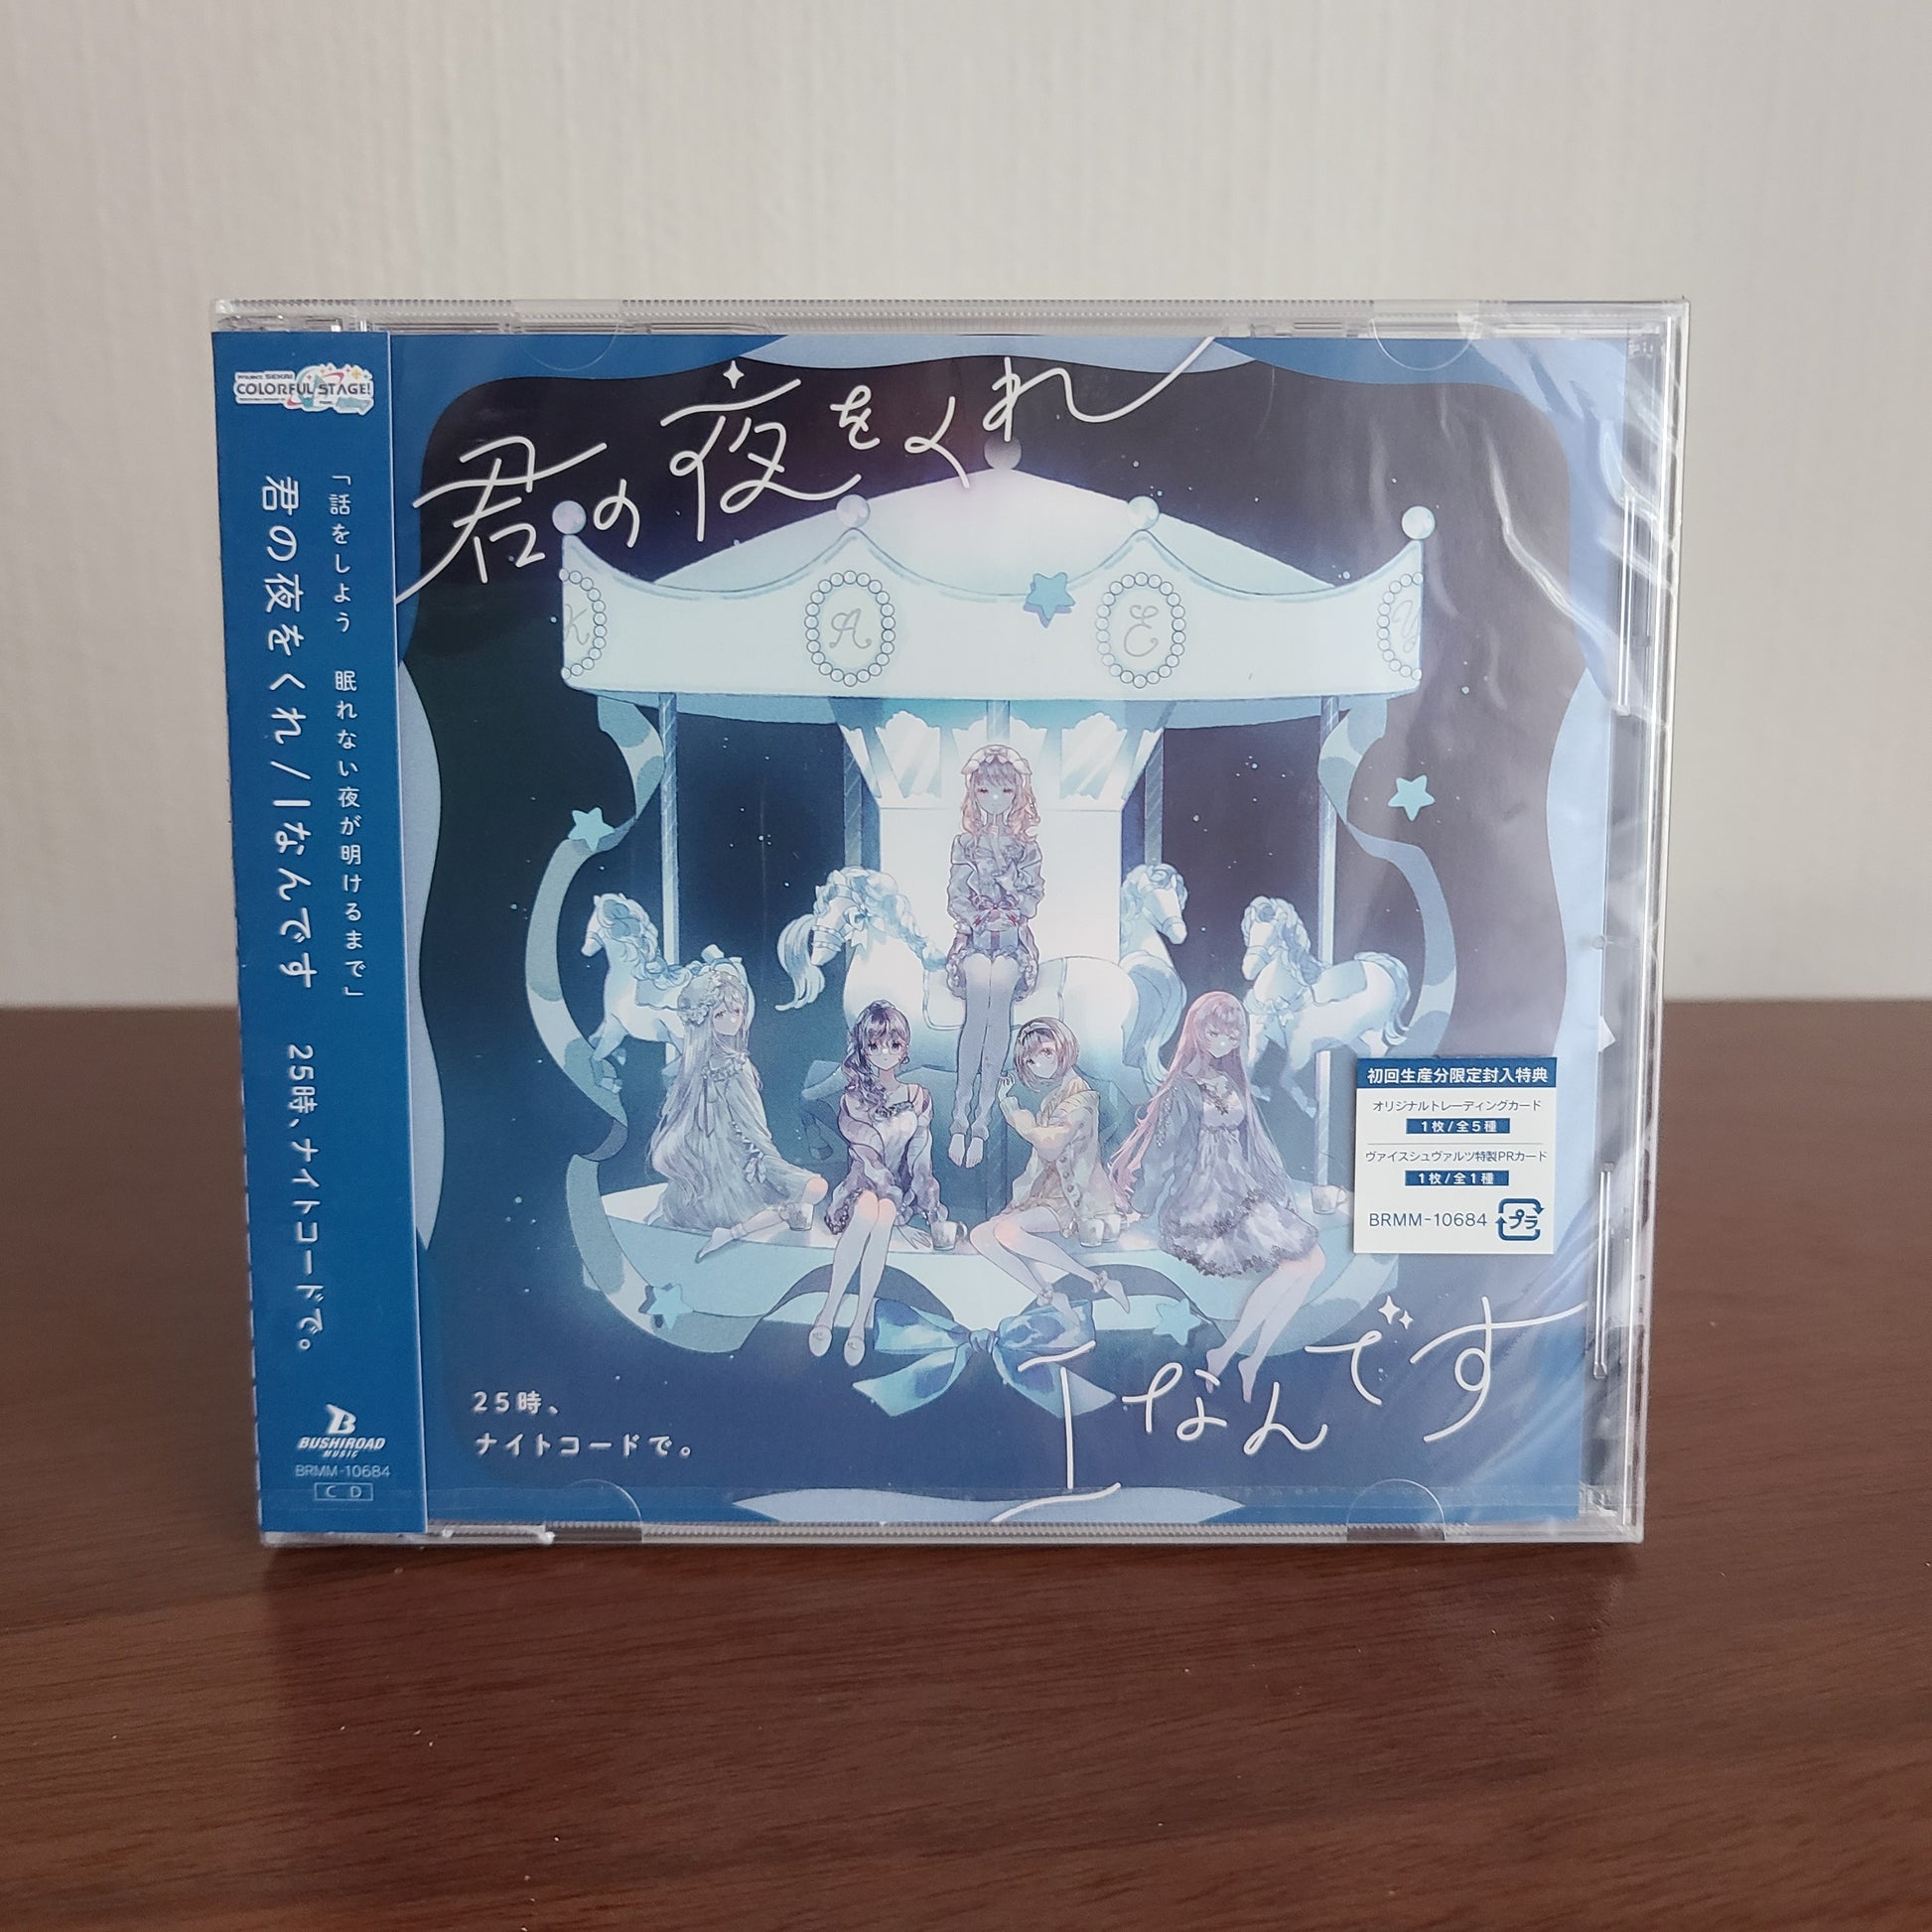 PROJECT SEKAI
COLORFUL STAGE!
「話をしよう 眠れない夜が明けるまで」
君の夜をくれ/Iなんです 25時、ナイトコードで。
BUSHIROAD
MUSIC
BRMM-10684
CD
君の夜をくれ
K
A
E
Y
初回生産分限定封入特典
オリジナルトレーディングカード
1枚/全5種
ヴァイスシュヴァルツ特製PRカード
1枚/全1種
BRMM-10684
プラ
Iなんです
25時、
ナイトコードで。